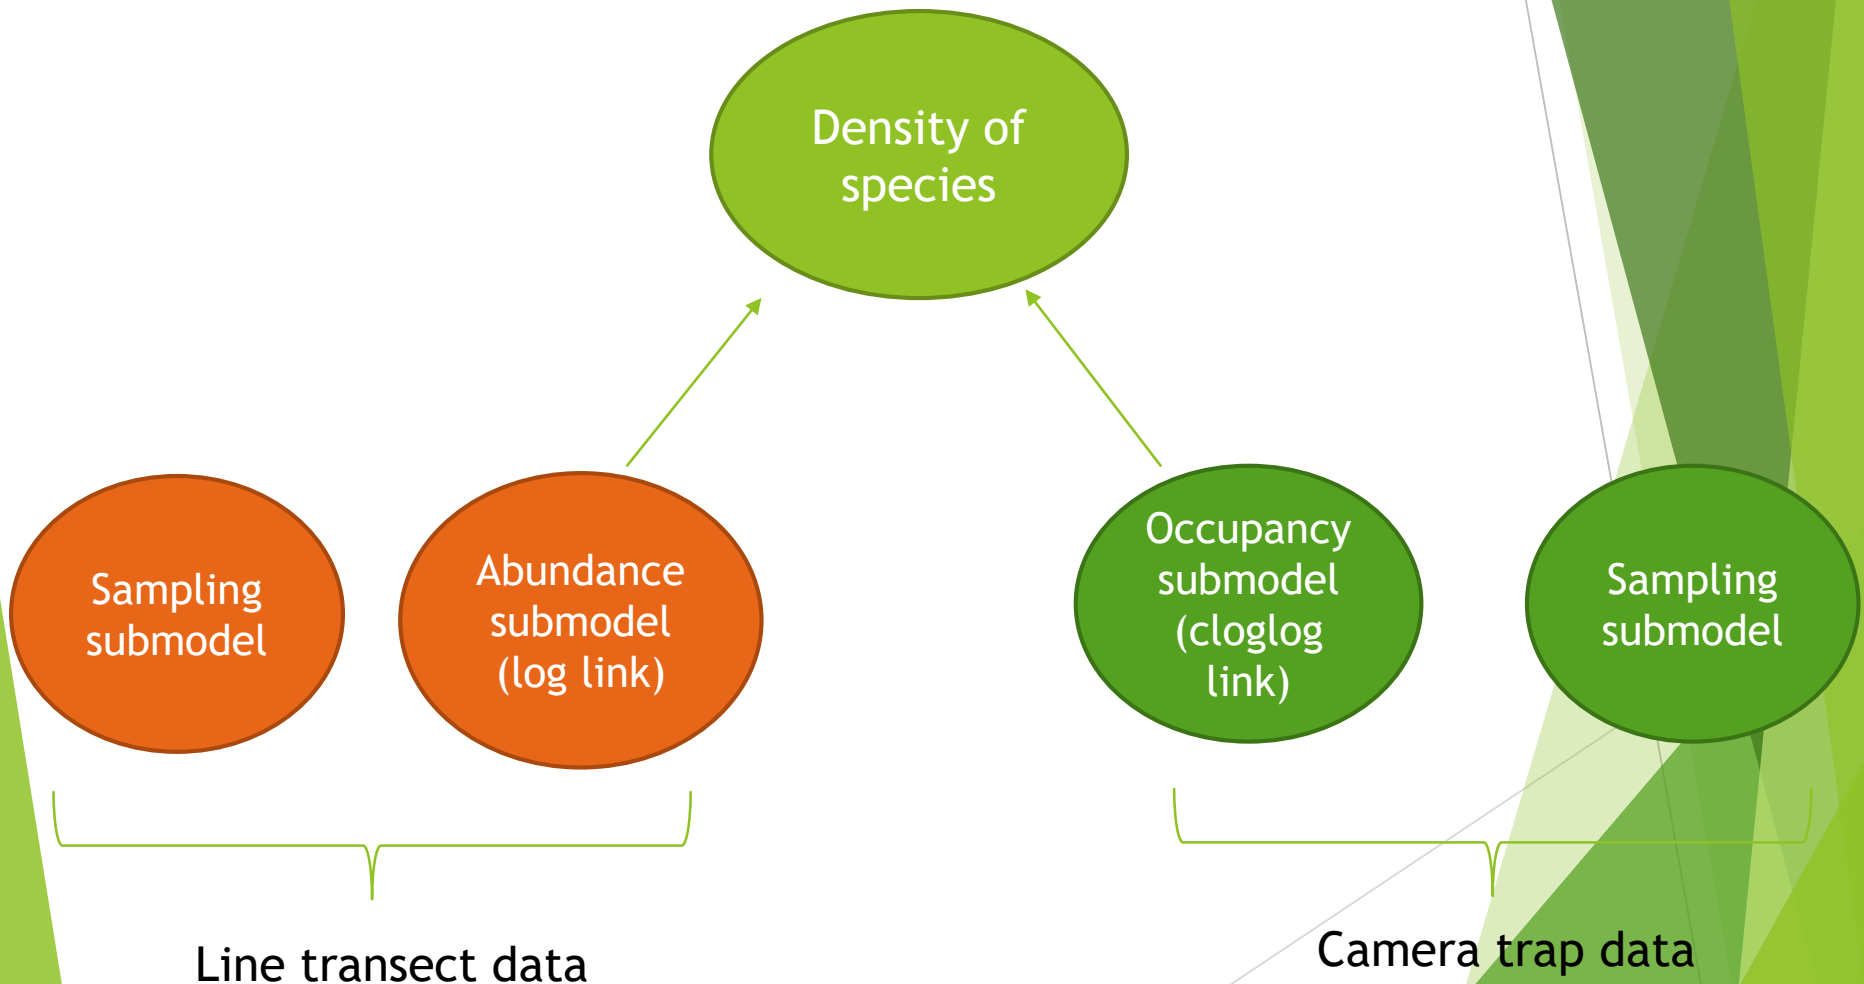 Density of
species
Sampling
submodel
Abundance
submodel
(log link)
Occupancy
submodel
(cloglog
link)
Sampling
submodel
Line transect data
Camera trap data